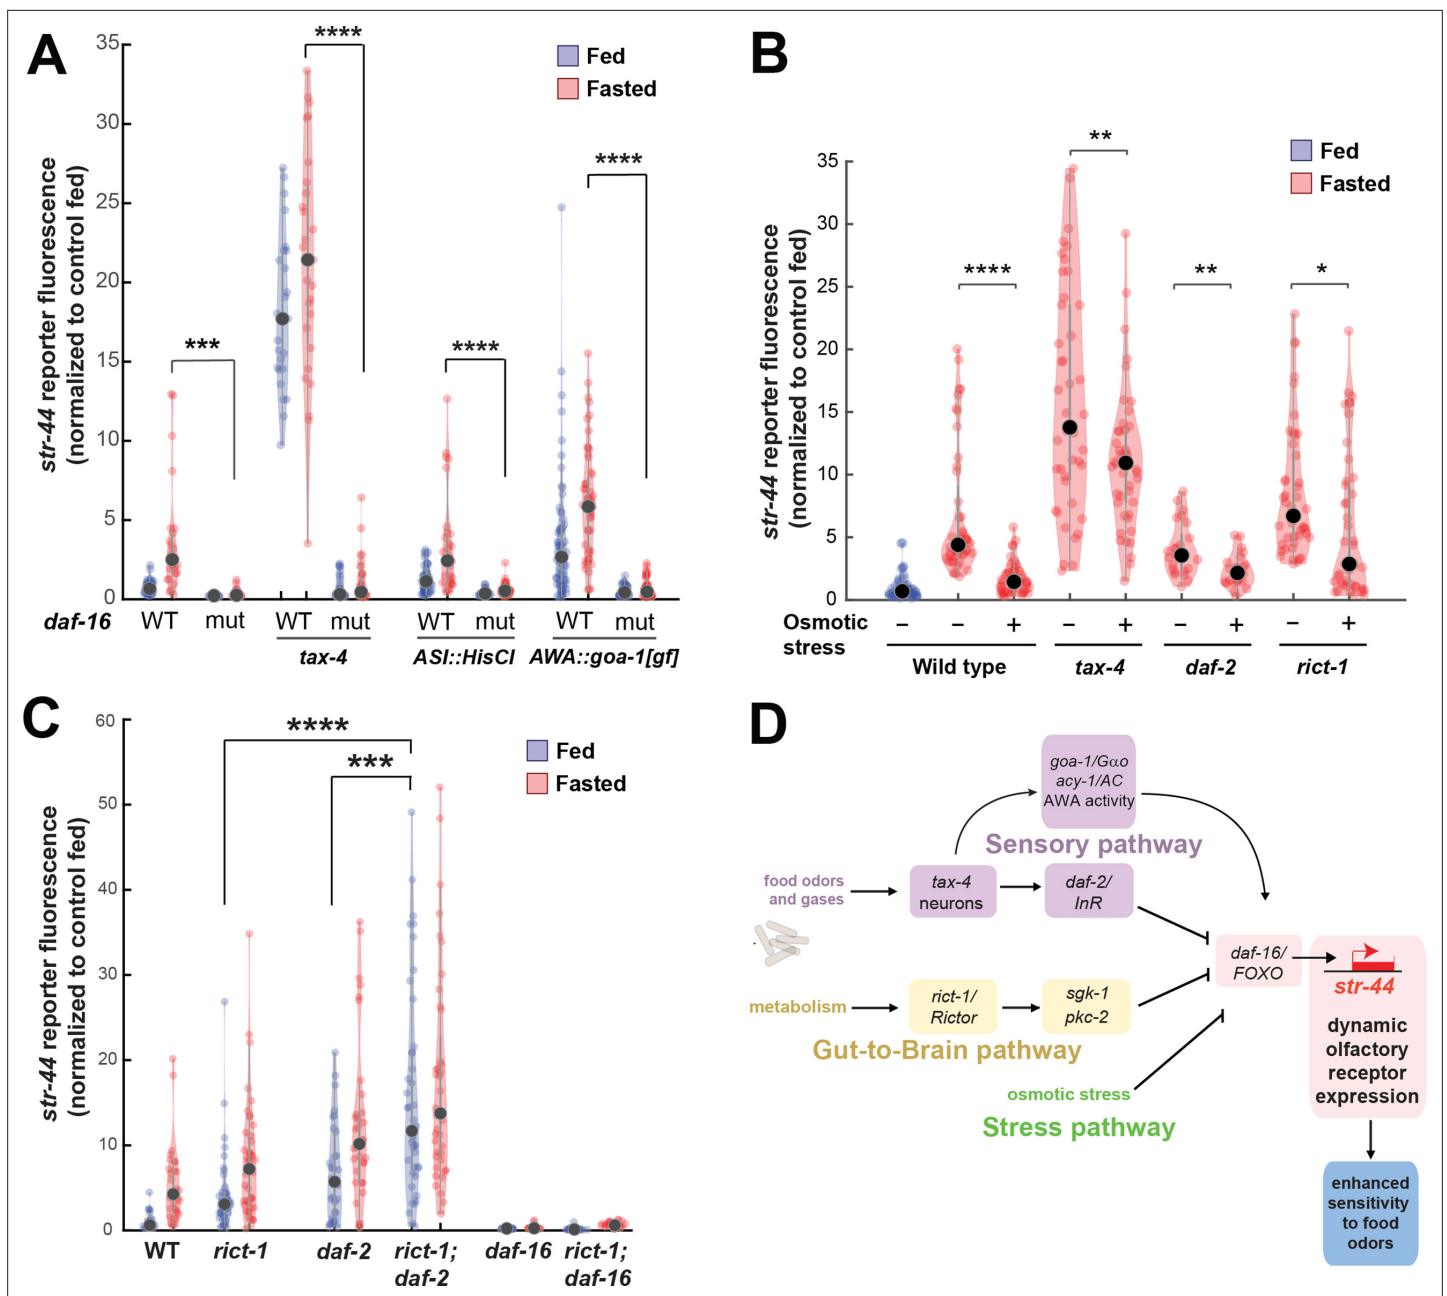 A
str-44 reporter fluorescence
(normalized to control fed)
35
30
25
20
15
10
5
0
Fed
Fasted
***
****
****
****
daf-16
WT
mut
WT
mut
WT
mut
WT
mut
tax-4
ASI::HisCl
AWA::goa-1[gf]
B
str-44 reporter fluorescence
(normalized to control fed)
35
30
25
20
15
10
5
0
Fed
Fasted
****
**
**
*
Osmotic
stress
− − + − + − + − +
Wild type
tax-4
daf-2
rict-1
C
str-44 reporter fluorescence
(normalized to control fed)
60
50
40
30
20
10
0
Fed
Fasted
****
***
WT
rict-1
daf-2
rict-1;
daf-2
daf-16
rict-1;
daf-16
D
goa-1/Gαo
acy-1/AC
AWA activity
Sensory pathway
food odors
and gases
tax-4
neurons
daf-2/
InR
daf-16/
FOXO
str-44
dynamic
olfactory
receptor
expression
metabolism
rict-1/
Rictor
sgk-1
pkc-2
Gut-to-Brain pathway
osmotic stress
Stress pathway
enhanced
sensitivity
to food
odors